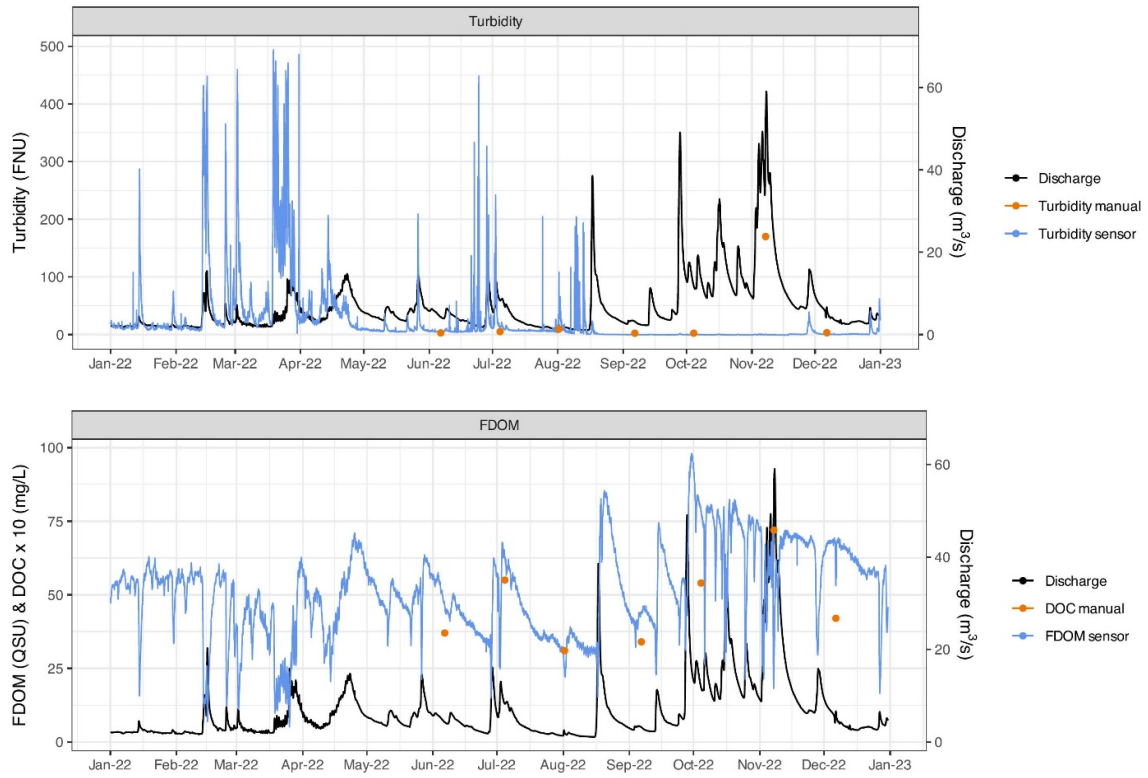 Turbidity
500
400
300
200
100
0
60
40
20
0
Turbidity (FNU)
Discharge (m³/s)
Jan-22 Feb-22 Mar-22 Apr-22 May-22 Jun-22 Jul-22 Aug-22 Sep-22 Oct-22 Nov-22 Dec-22 Jan-23
Discharge
Turbidity manual
Turbidity sensor
FDOM
100
75
50
25
0
60
40
20
0
FDOM (QSU) & DOC x 10 (mg/L)
Discharge (m³/s)
Jan-22 Feb-22 Mar-22 Apr-22 May-22 Jun-22 Jul-22 Aug-22 Sep-22 Oct-22 Nov-22 Dec-22 Jan-23
Discharge
DOC manual
FDOM sensor